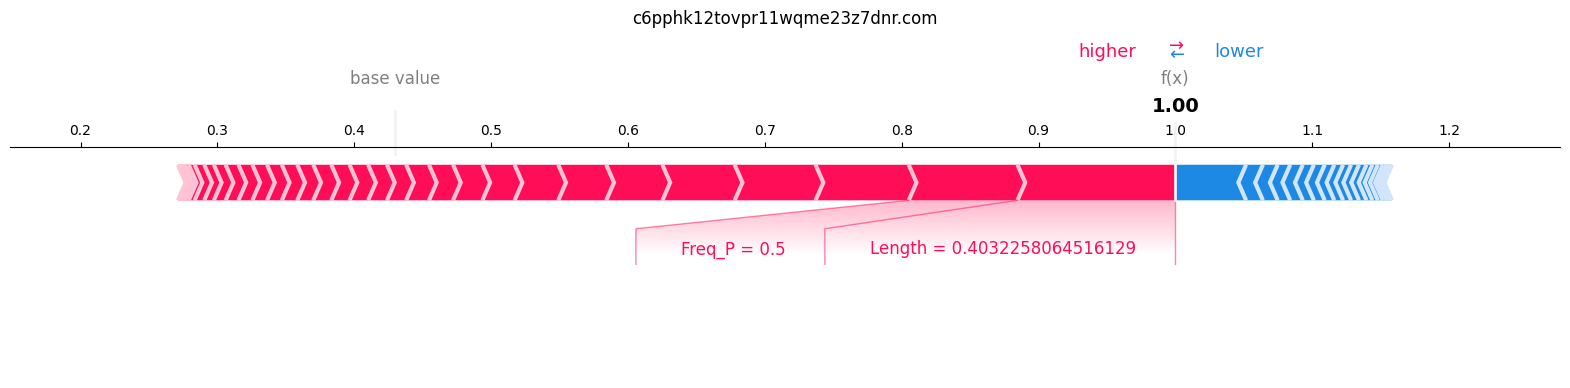 c6pphk12tovpr11wqme23z7dnr.com
higher ⇄ lower
base value f(x)
1.00
0.2 0.3 0.4 0.5 0.6 0.7 0.8 0.9 1.0 1.1 1.2
Freq_P = 0.5 Length = 0.4032258064516129